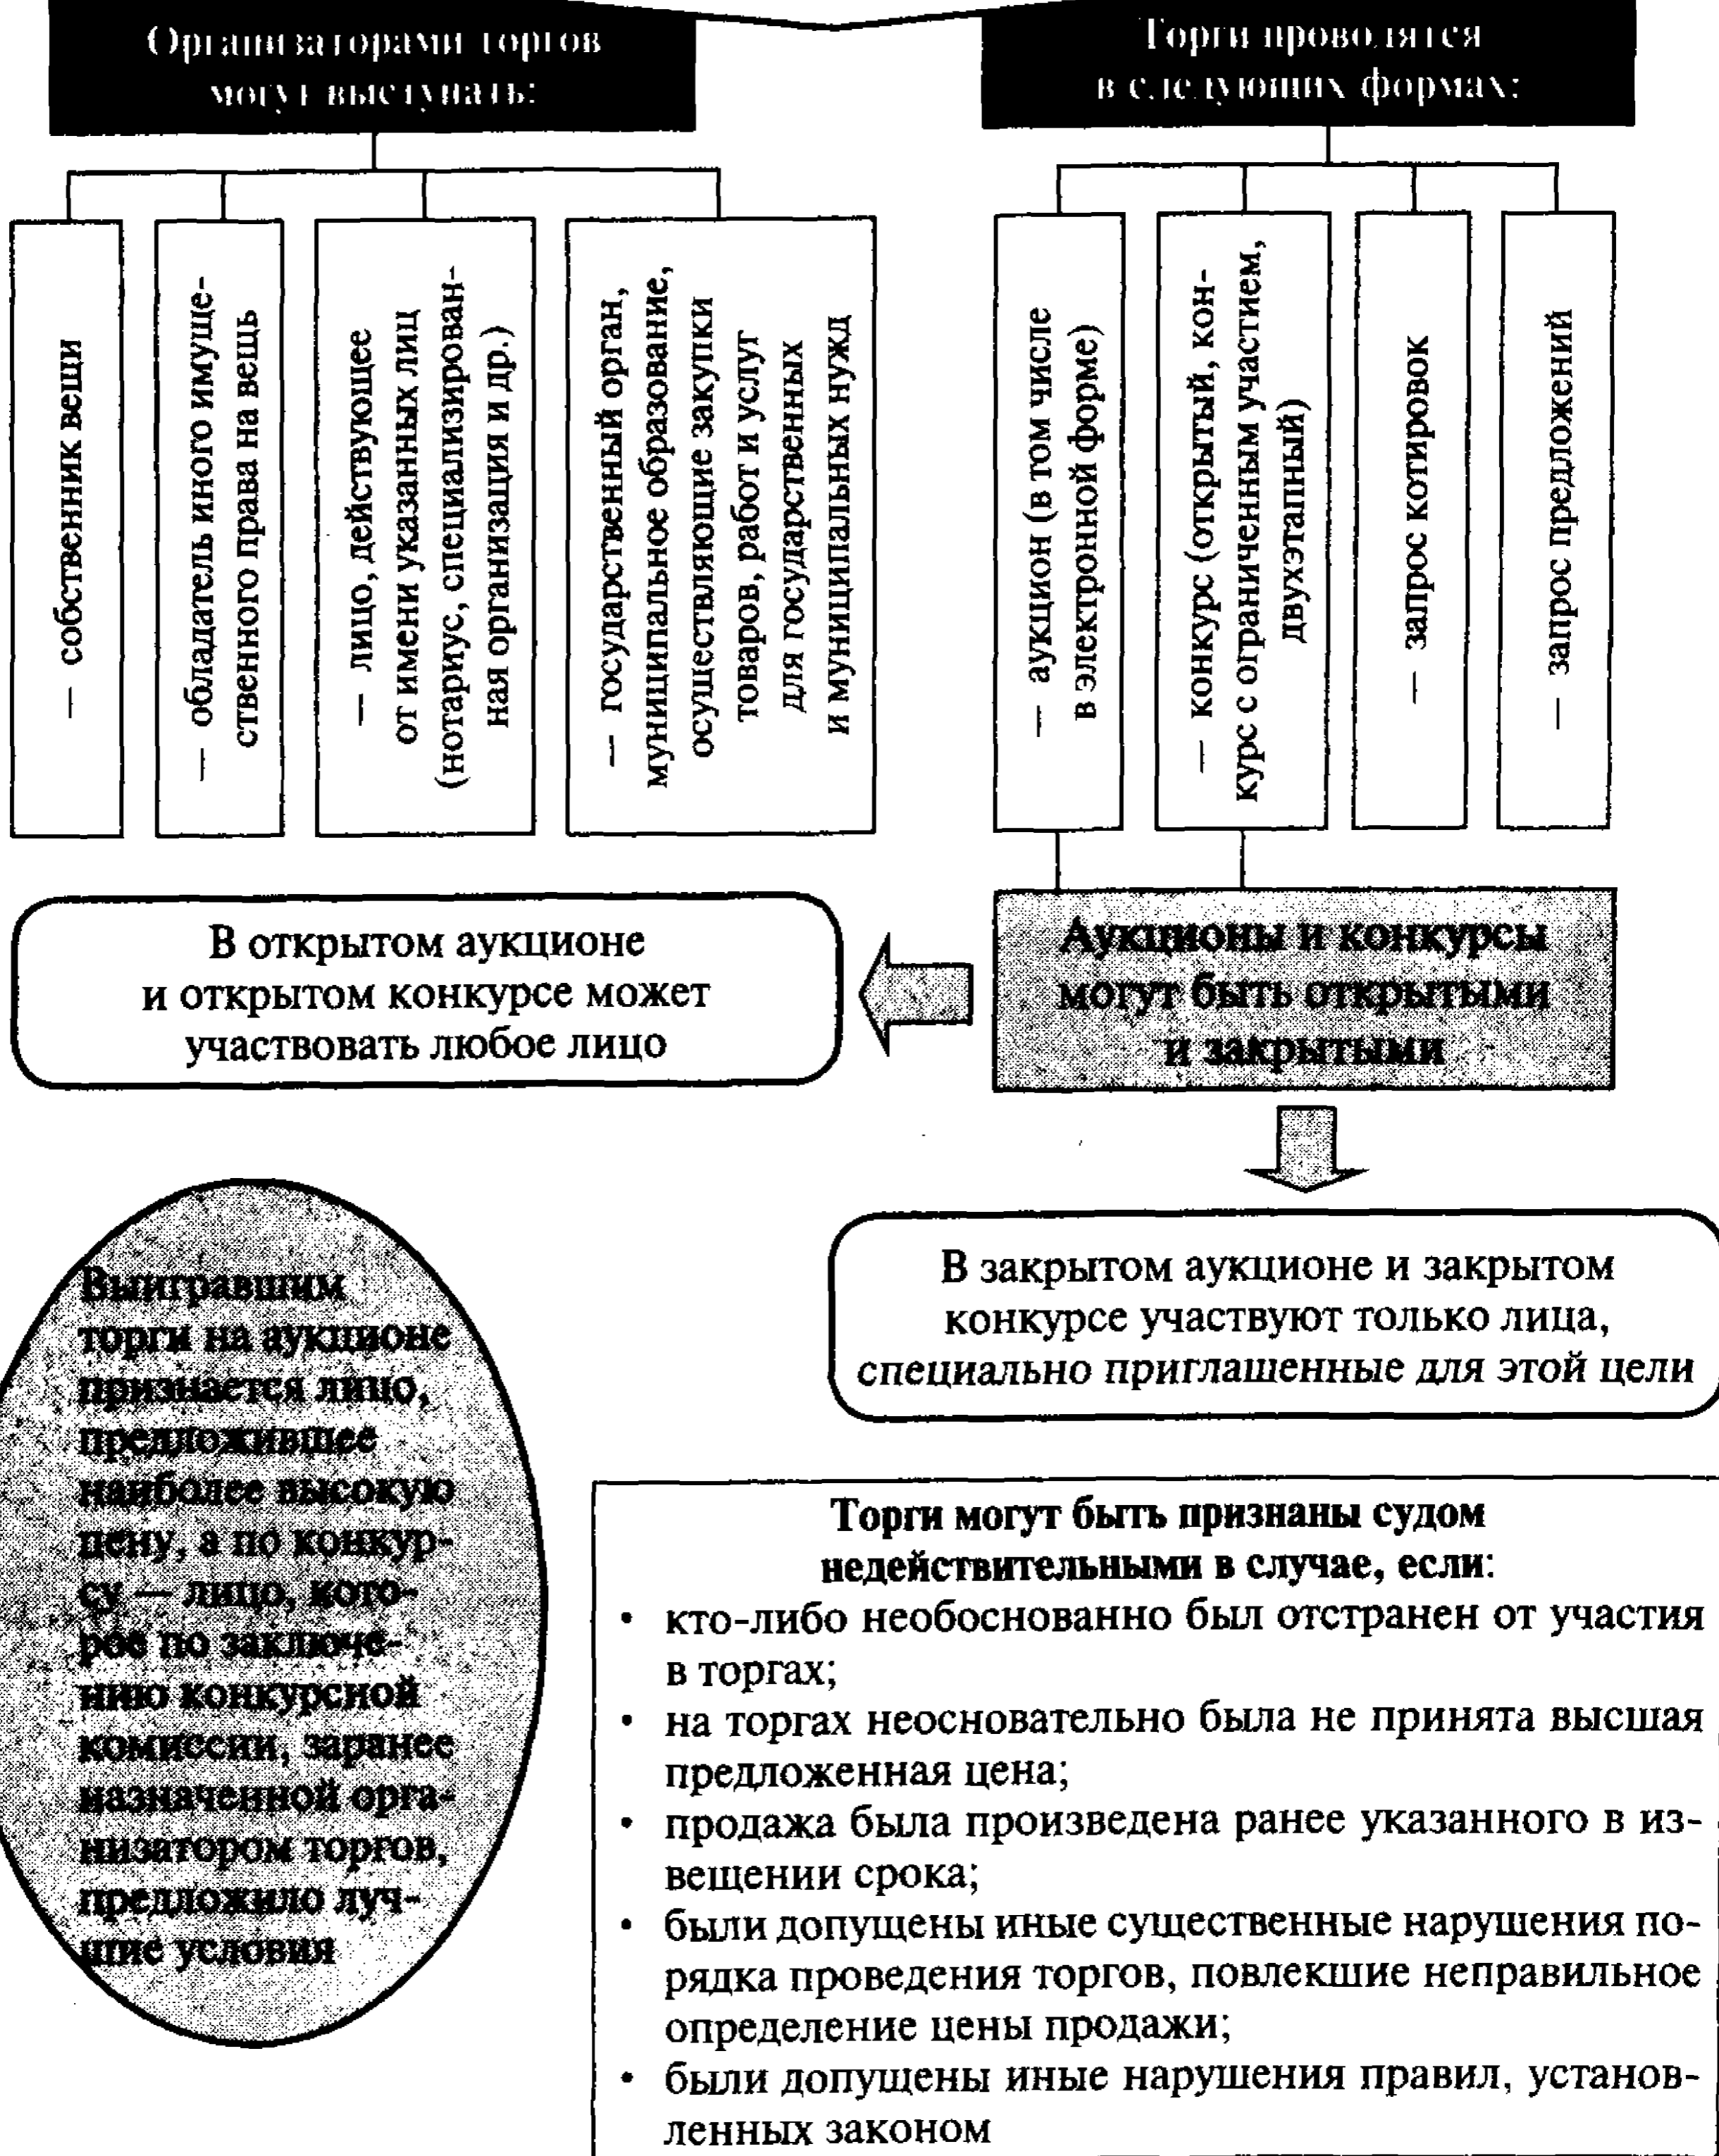 Организаторами торгов
могут выступать:
— собственник вещи
— обладатель иного имуще-
ственного права на вещь
— лицо, действующее
от имени указанных лиц
(нотариус, специализирован-
ная организация и др.)
— государственный орган,
муниципальное образование,
осуществляющие закупки
товаров, работ и услуг
для государственных
и муниципальных нужд
Торги проводятся
в следующих формах:
— аукцион (в том числе
в электронной форме)
— конкурс (открытый, кон-
курс с ограниченным участием,
двухэтапный)
— запрос котировок
— запрос предложений
Аукционы и конкурсы
могут быть открытыми
и закрытыми
В открытом аукционе
и открытом конкурсе может
участвовать любое лицо
В закрытом аукционе и закрытом
конкурсе участвуют только лица,
специально приглашенные для этой цели
Выигравшим
торги на аукционе
признается лицо,
предложившее
наиболее высокую
цену, а по конкур-
су — лицо, кото-
рое по заключе-
нию конкурсной
комиссии, заранее
назначенной орга-
низатором торгов,
предложило луч-
шие условия
Торги могут быть признаны судом
недействительными в случае, если:
• кто-либо необоснованно был отстранен от участия
в торгах;
• на торгах неосновательно была не принята высшая
предложенная цена;
• продажа была произведена ранее указанного в из-
вещении срока;
• были допущены иные существенные нарушения по-
рядка проведения торгов, повлекшие неправильное
определение цены продажи;
• были допущены иные нарушения правил, установ-
ленных законом